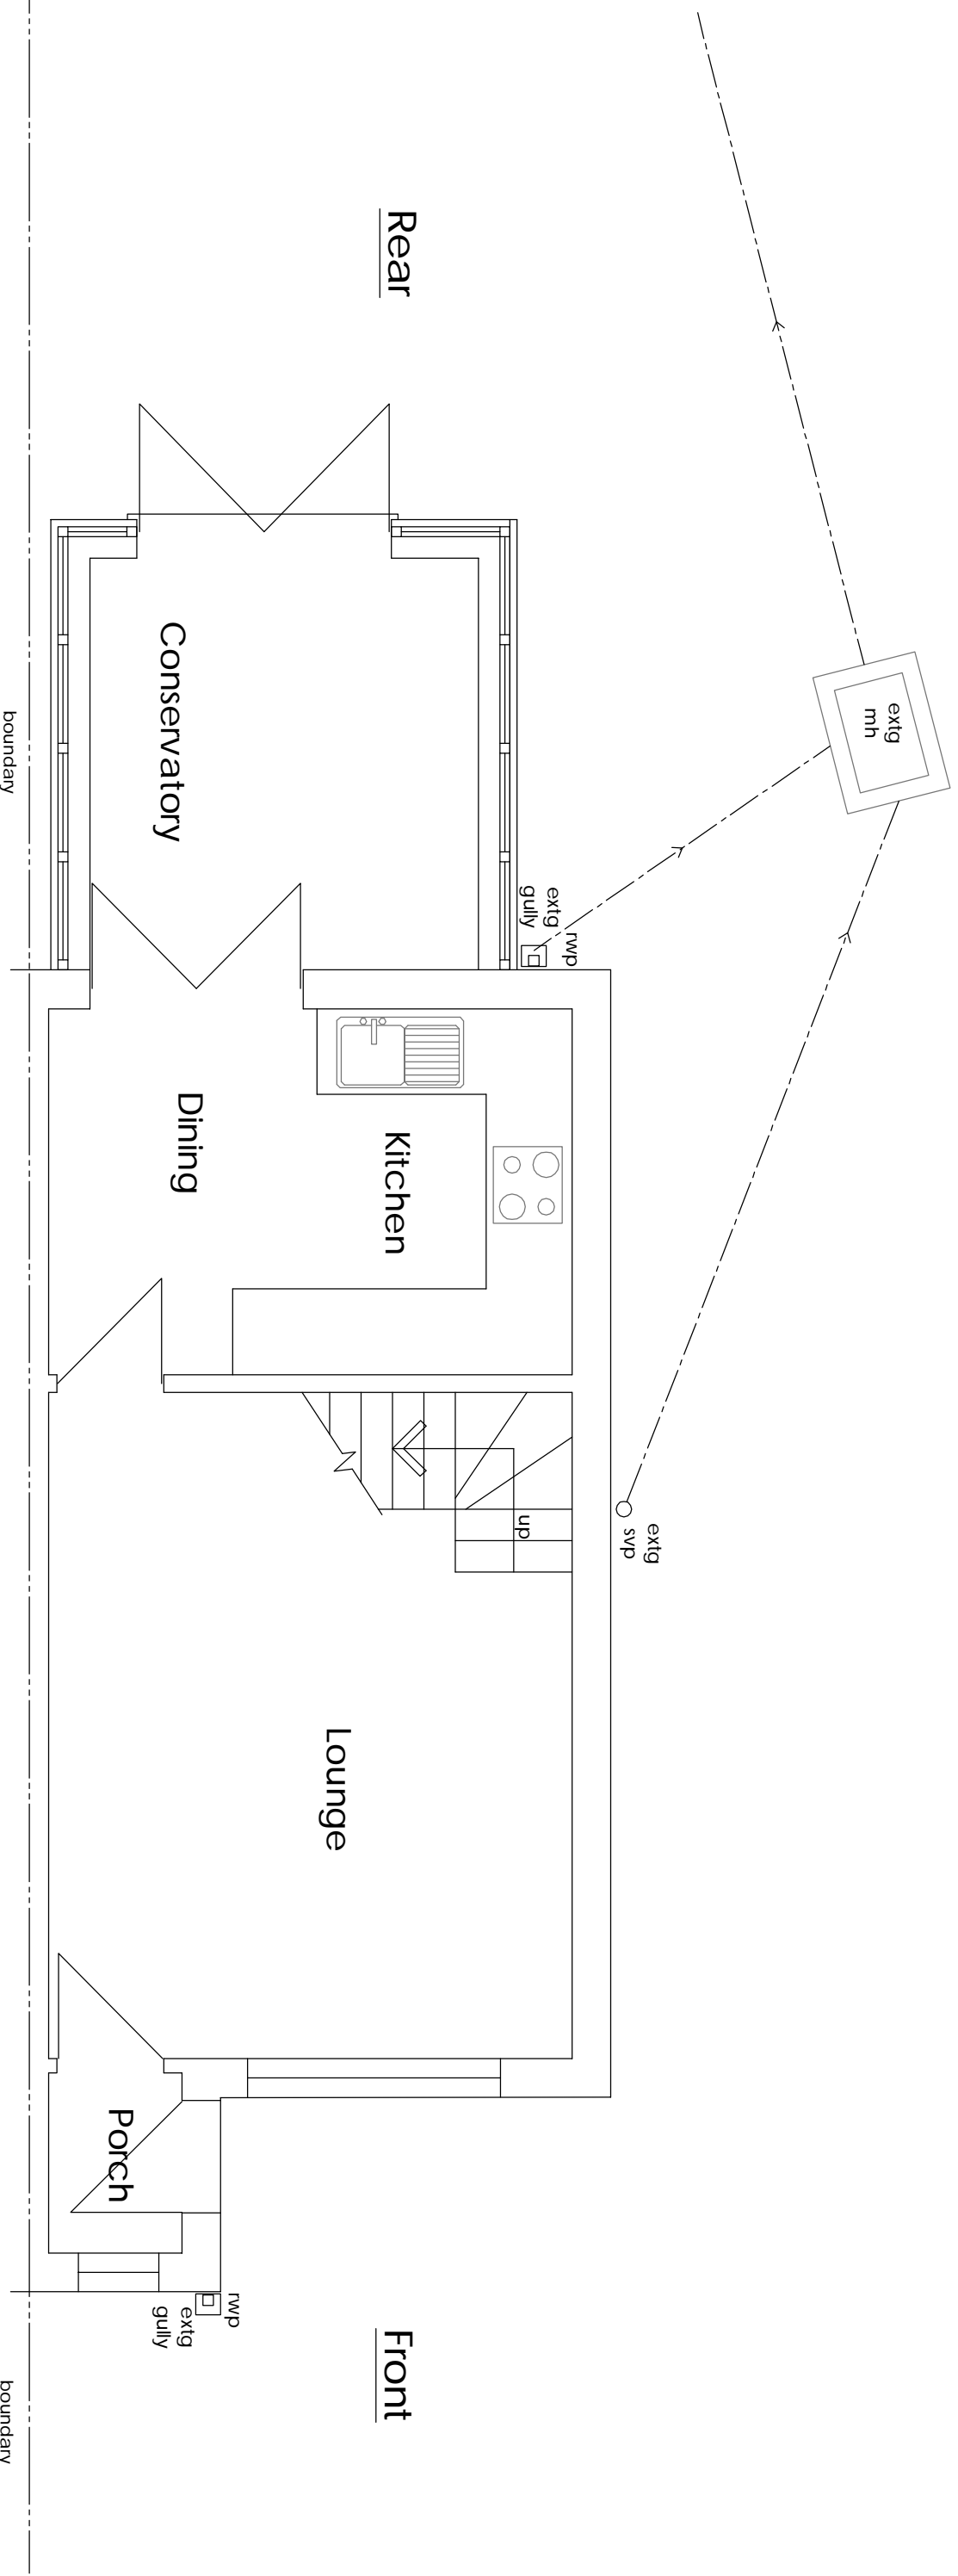 Rear
extg
mh
Conservatory
boundary
rwp
extg
gully
Kitchen
Dining
up
extg
svp
Lounge
Porch
rwp
extg
gully
Front
boundary